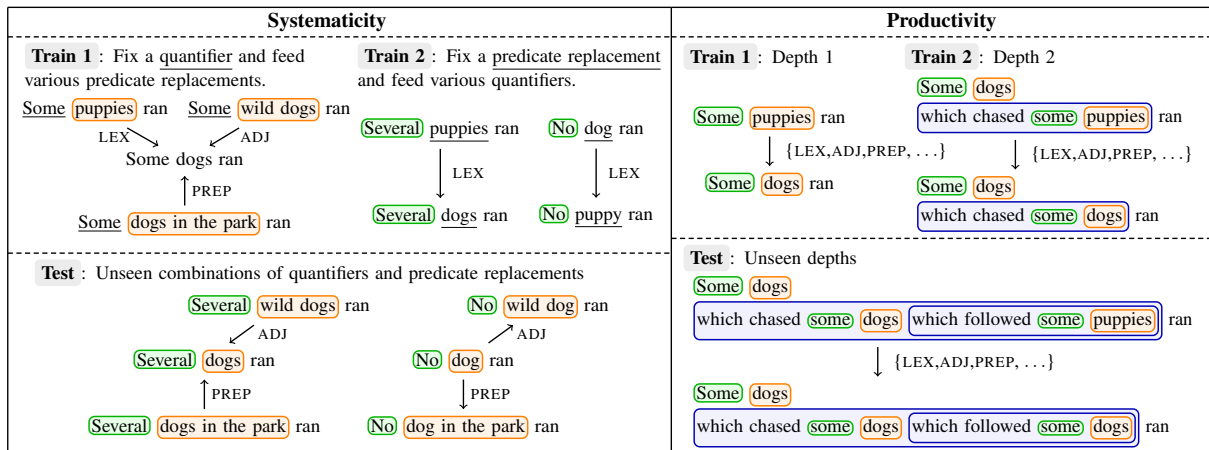 Systematicity
Train 1 : Fix a quantifier and feed
various predicate replacements.
Some puppies ran
Some wild dogs ran
LEX
ADJ
Some dogs ran
PREP
Some dogs in the park ran
Train 2 : Fix a predicate replacement
and feed various quantifiers.
Several puppies ran
No dog ran
LEX
LEX
Several dogs ran
No puppy ran
Test : Unseen combinations of quantifiers and predicate replacements
Several wild dogs ran
No wild dog ran
ADJ
ADJ
Several dogs ran
No dog ran
PREP
PREP
Several dogs in the park ran
No dog in the park ran
Productivity
Train 1 : Depth 1
Some puppies ran
{LEX,ADJ,PREP, …}
Some dogs ran
Train 2 : Depth 2
Some dogs
which chased some puppies ran
{LEX,ADJ,PREP, …}
Some dogs
which chased some dogs ran
Test : Unseen depths
Some dogs
which chased some dogs which followed some puppies ran
{LEX,ADJ,PREP, …}
Some dogs
which chased some dogs which followed some dogs ran